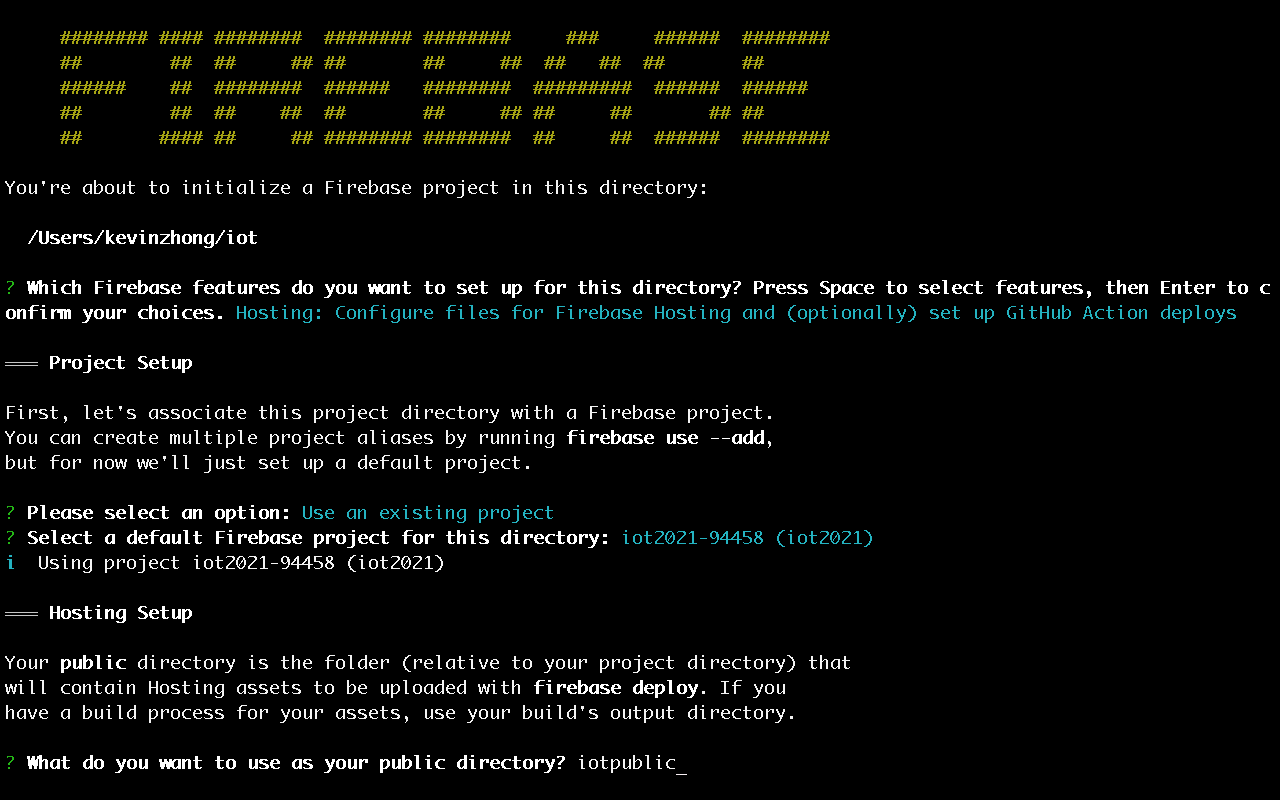 ######## #### ########  ######## ########     ###     ######  ########
##        ##  ##     ## ##       ##     ##  ##   ##  ##       ##
######    ##  ########  ######   ########  #########  ######  ######
##        ##  ##    ##  ##       ##     ## ##     ##       ## ##
##       #### ##     ## ######## ########  ##     ##  ######  ########
You're about to initialize a Firebase project in this directory:
/Users/kevinzhong/iot
? Which Firebase features do you want to set up for this directory? Press Space to select features, then Enter to c
onfirm your choices. Hosting: Configure files for Firebase Hosting and (optionally) set up GitHub Action deploys
=== Project Setup
First, let's associate this project directory with a Firebase project.
You can create multiple project aliases by running firebase use --add,
but for now we'll just set up a default project.
? Please select an option: Use an existing project
? Select a default Firebase project for this directory: iot2021-94458 (iot2021)
i  Using project iot2021-94458 (iot2021)
=== Hosting Setup
Your public directory is the folder (relative to your project directory) that
will contain Hosting assets to be uploaded with firebase deploy. If you
have a build process for your assets, use your build's output directory.
? What do you want to use as your public directory? iotpublic_